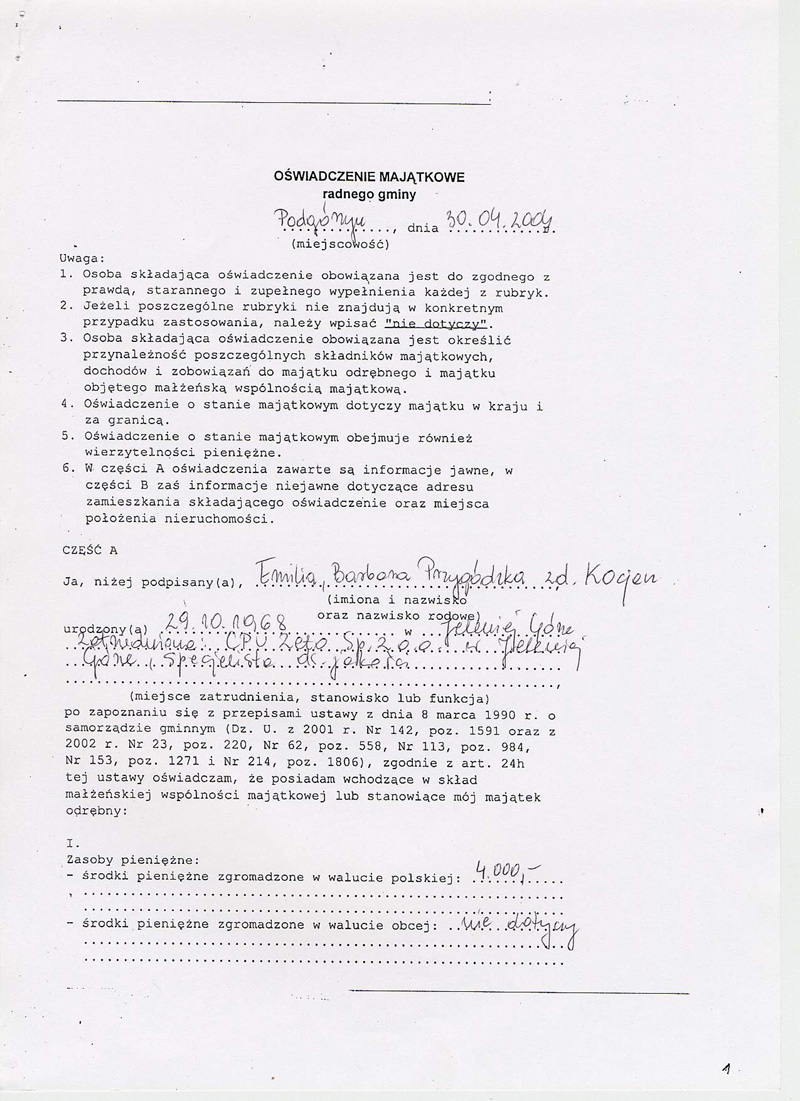 OŚWIADCZENIE MAJĄTKOWE
radnego gminy
Podgórzyn, dnia 30.04.2004 r.
(miejscowość)
Uwaga:
1. Osoba składająca oświadczenie obowiązana jest do zgodnego z
prawdą, starannego i zupełnego wypełnienia każdej z rubryk.
2. Jeżeli poszczególne rubryki nie znajdują w konkretnym
przypadku zastosowania, należy wpisać "nie dotyczy".
3. Osoba składająca oświadczenie obowiązana jest określić
przynależność poszczególnych składników majątkowych,
dochodów i zobowiązań do majątku odrębnego i majątku
objętego małżeńską wspólnością majątkową.
4. Oświadczenie o stanie majątkowym dotyczy majątku w kraju i
za granicą.
5. Oświadczenie o stanie majątkowym obejmuje również
wierzytelności pieniężne.
6. W części A oświadczenia zawarte są informacje jawne, w
części B zaś informacje niejawne dotyczące adresu
zamieszkania składającego oświadczenie oraz miejsca
położenia nieruchomości.
CZĘŚĆ A
Ja, niżej podpisany(a), Emilia, Barbara Przygódzka zd. Kocjen
(imiona i nazwisko
oraz nazwisko rodowe)
urodzony(a) 29.10.1968 w Jeleniej Górze
Zatrudniona: CPU Zeto Sp. z o.o. w Jeleniej
Górze, Specjalista ds. jakości
(miejsce zatrudnienia, stanowisko lub funkcja)
po zapoznaniu się z przepisami ustawy z dnia 8 marca 1990 r. o
samorządzie gminnym (Dz. U. z 2001 r. Nr 142, poz. 1591 oraz z
2002 r. Nr 23, poz. 220, Nr 62, poz. 558, Nr 113, poz. 984,
Nr 153, poz. 1271 i Nr 214, poz. 1806), zgodnie z art. 24h
tej ustawy oświadczam, że posiadam wchodzące w skład
małżeńskiej wspólności majątkowej lub stanowiące mój majątek
odrębny:
I.
Zasoby pieniężne:
- środki pieniężne zgromadzone w walucie polskiej: 4.000,-
- środki pieniężne zgromadzone w walucie obcej: nie dotyczy
1